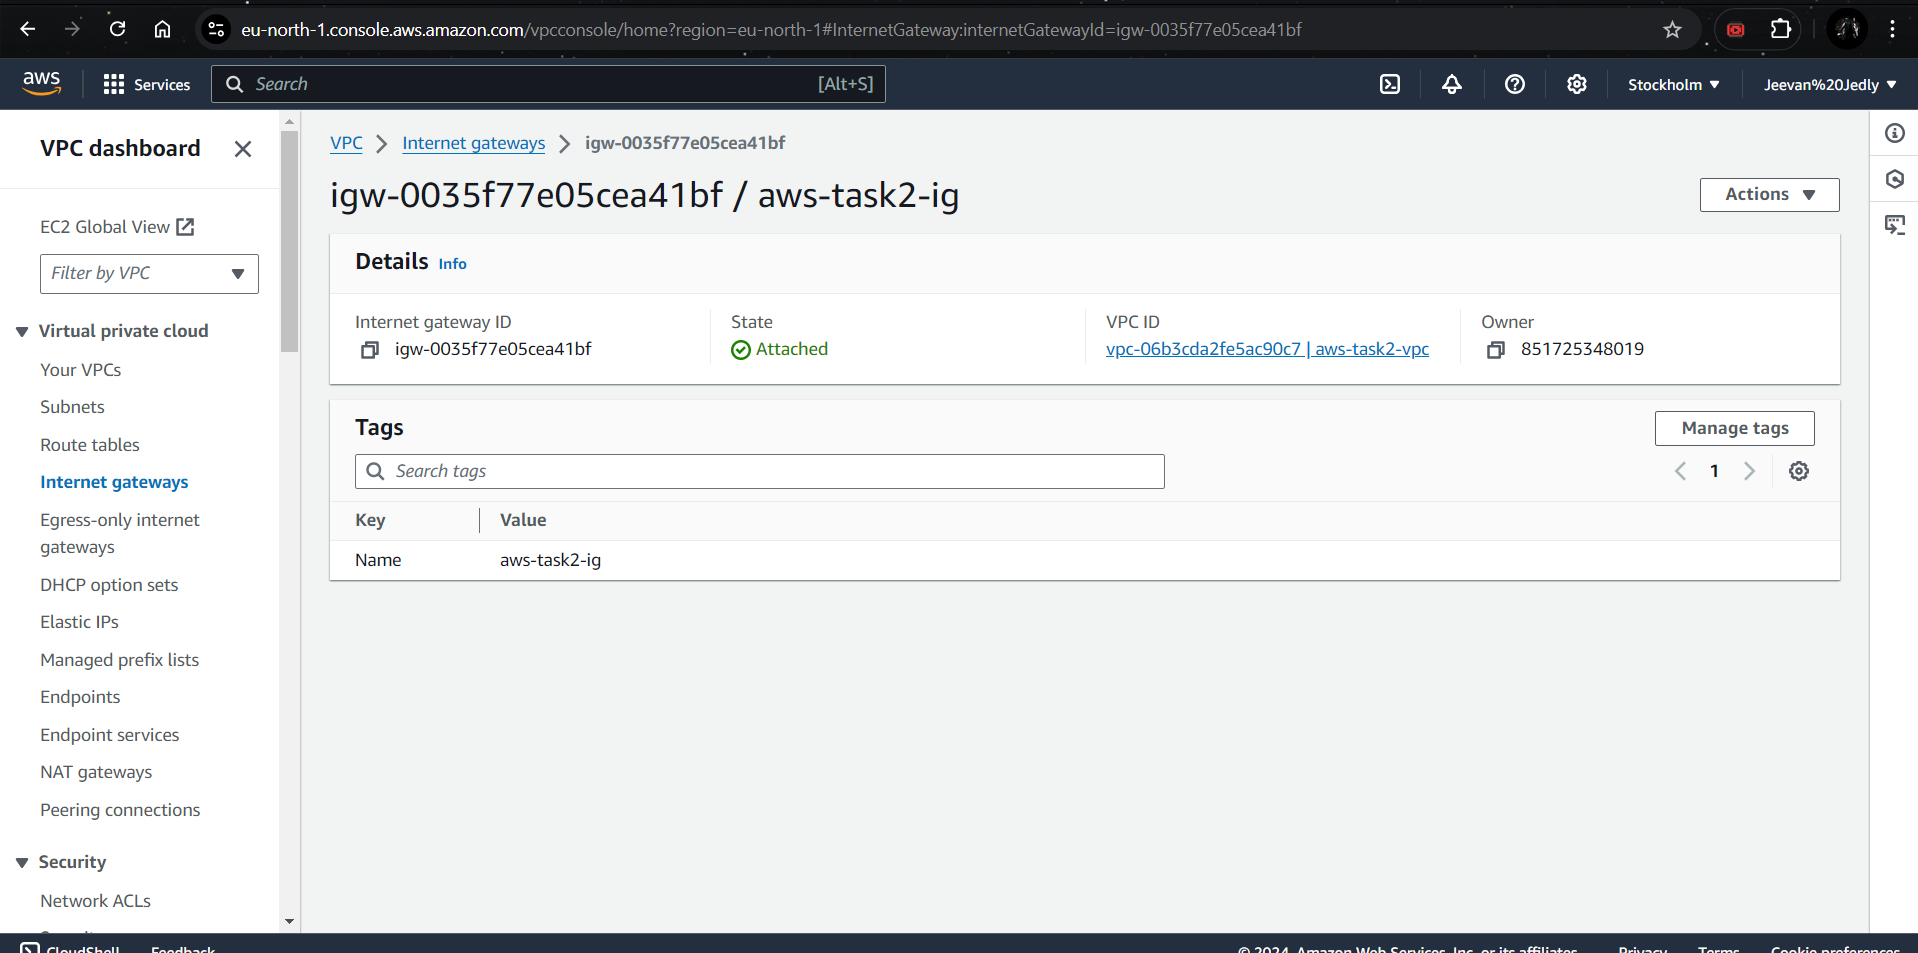 eu-north-1.console.aws.amazon.com/vpcconsole/home?region=eu-north-1#InternetGateway:internetGatewayId=igw-0035f77e05cea41bf
aws
Services
Search
[Alt+S]
Stockholm
Jeevan%20Jedly
VPC dashboard
EC2 Global View
Filter by VPC
Virtual private cloud
Your VPCs
Subnets
Route tables
Internet gateways
Egress-only internet
gateways
DHCP option sets
Elastic IPs
Managed prefix lists
Endpoints
Endpoint services
NAT gateways
Peering connections
Security
Network ACLs
VPC
Internet gateways
igw-0035f77e05cea41bf
igw-0035f77e05cea41bf / aws-task2-ig
Actions
Details Info
Internet gateway ID
igw-0035f77e05cea41bf
State
Attached
VPC ID
vpc-06b3cda2fe5ac90c7 | aws-task2-vpc
Owner
851725348019
Tags
Manage tags
Search tags
1
Key
Value
Name
aws-task2-ig
CloudShell
Feedback
© 2024, Amazon Web Services, Inc. or its affiliates.
Privacy
Terms
Cookie preferences